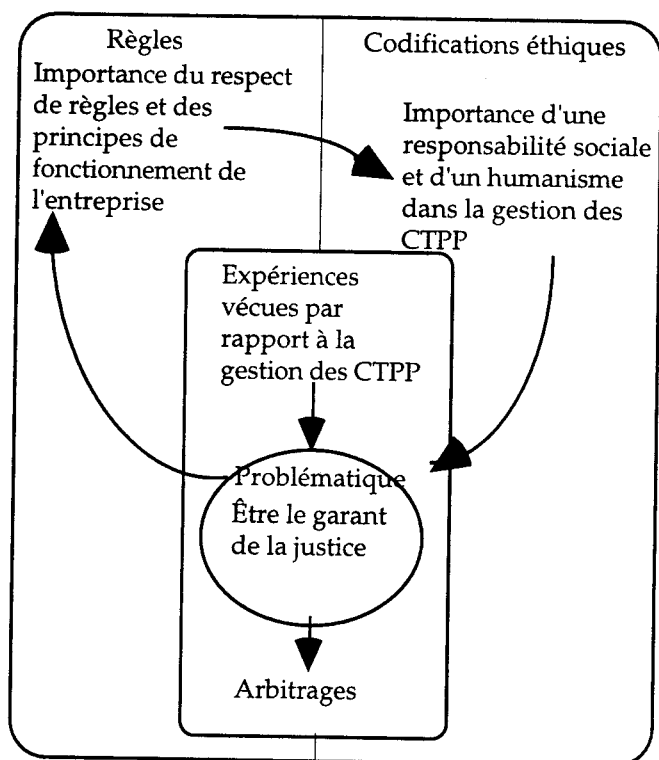 Règles
Importance du respect
de règles et des
principes de
fonctionnement de
l'entreprise
Codifications éthiques
Importance d'une
responsabilité sociale
et d'un humanisme
dans la gestion des
CTPP
Expériences
vécues par
rapport à la
gestion des CTPP
Problématique
Être le garant
de la justice
Arbitrages